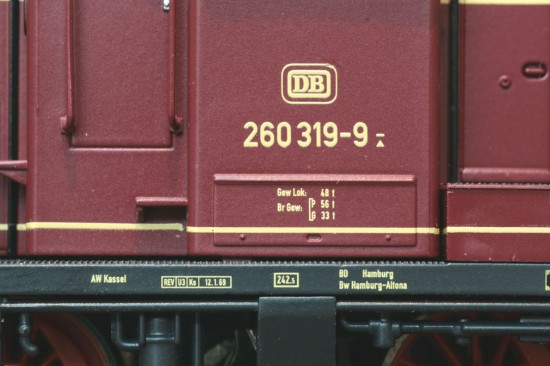 DB
260 319-9
Gew Lok: 48 t
Br Gew: P 56 t
G 33 t
AW Kassel
REV U3 Ks 12.1.69
242.s
BD Hamburg
Bw Hamburg-Altona